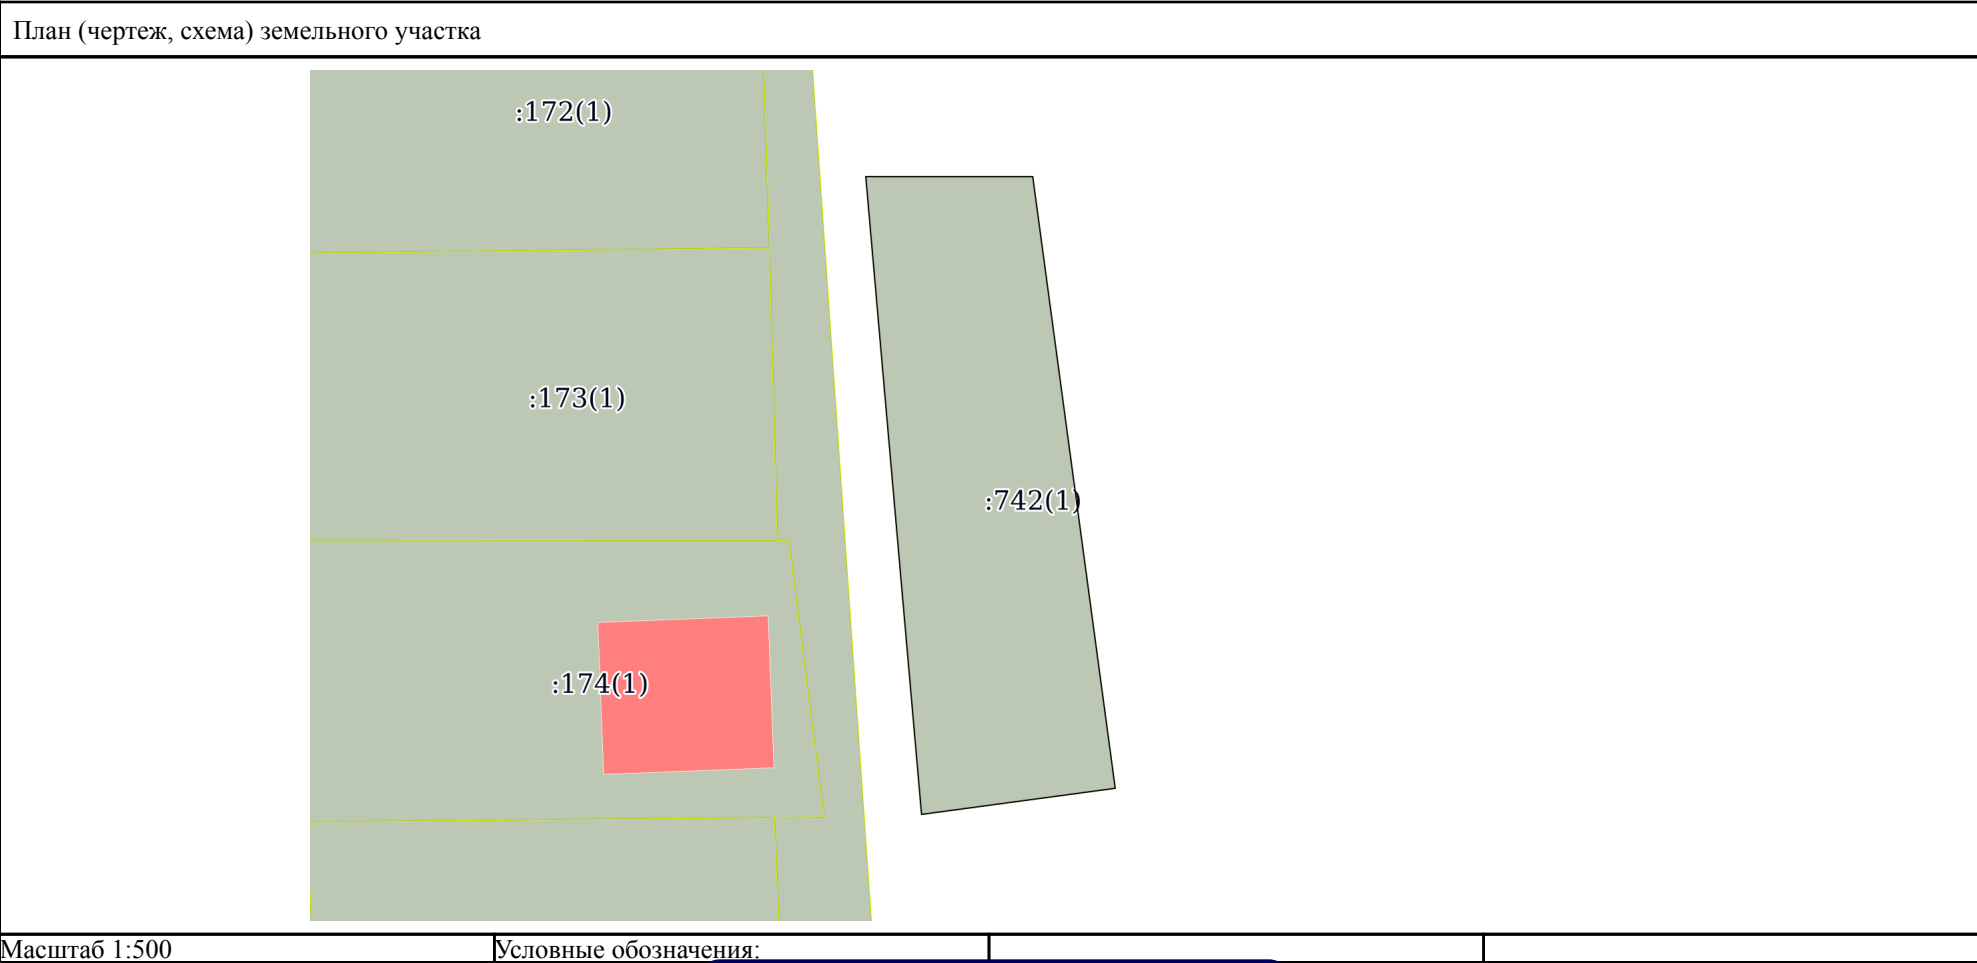 План (чертеж, схема) земельного участка
:172(1)
:173(1)
:742(1)
:174(1)
Масштаб 1:500
Условные обозначения: